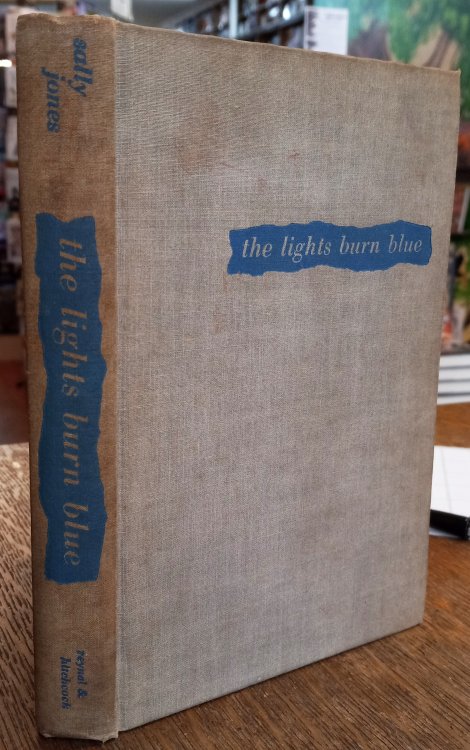 sally
jones
the lights burn blue
reynal &
hitchcock
the lights burn blue